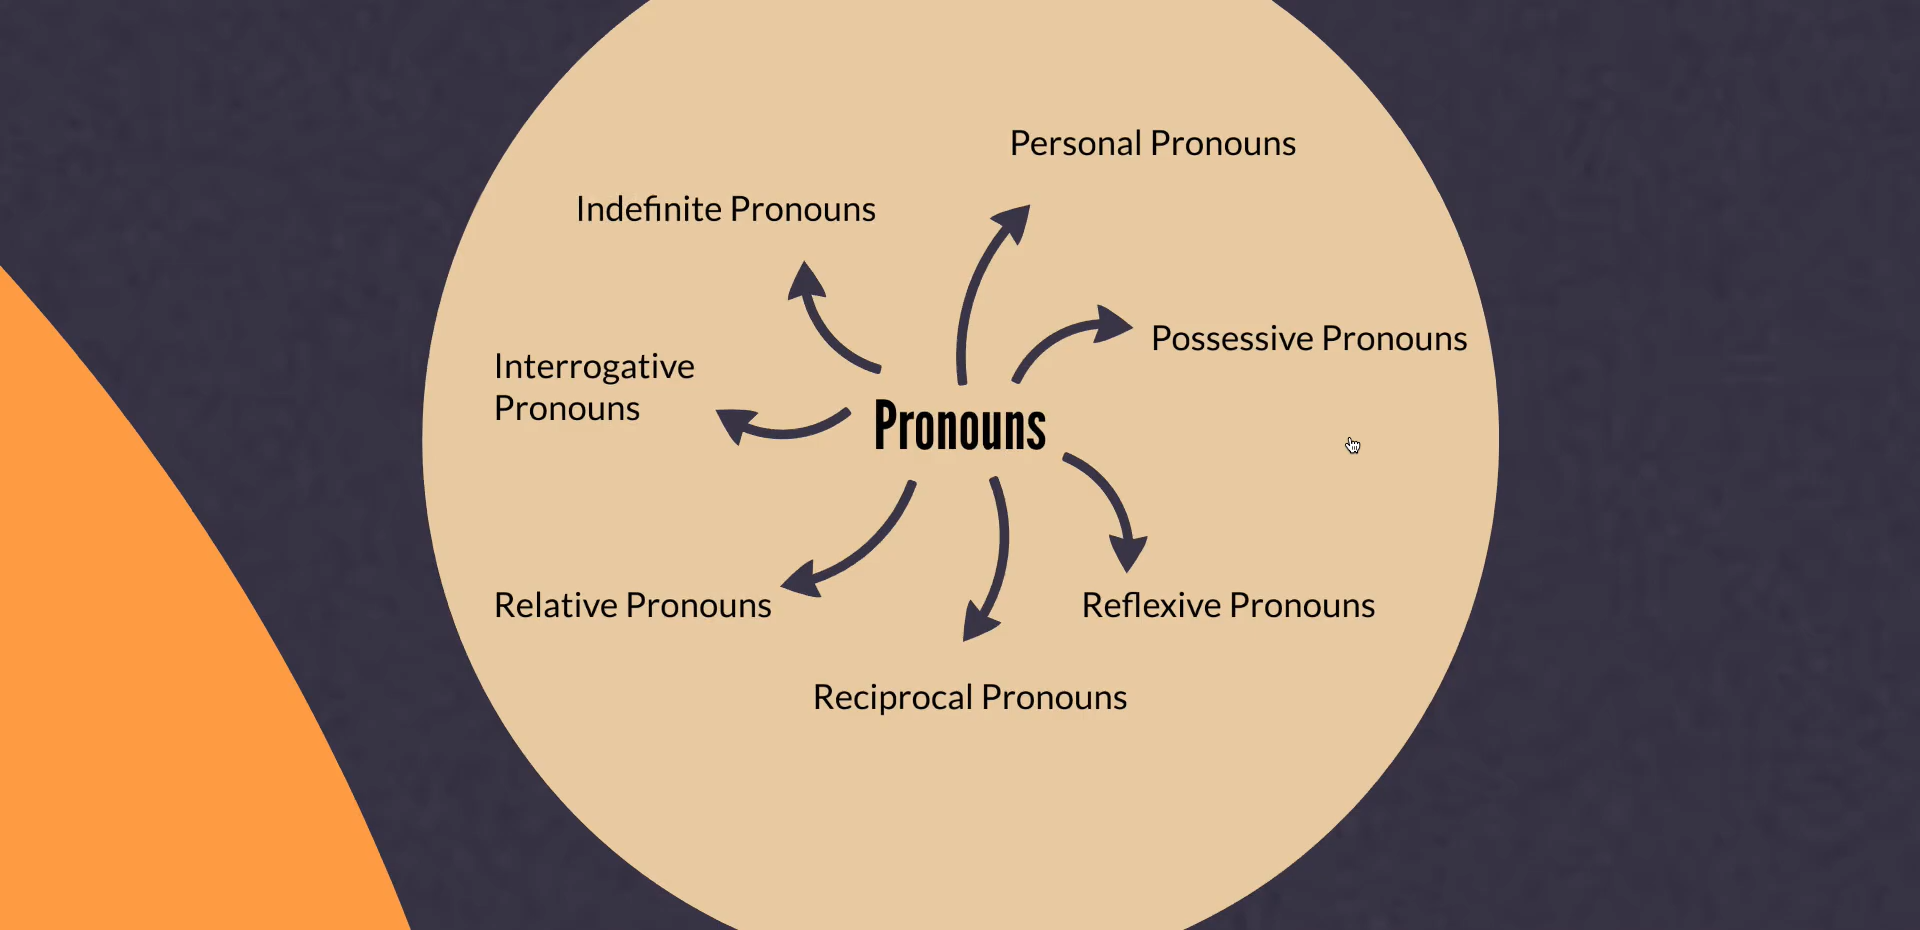 Personal Pronouns
Indefinite Pronouns
Possessive Pronouns
Interrogative
Pronouns
Pronouns
Relative Pronouns
Reflexive Pronouns
Reciprocal Pronouns